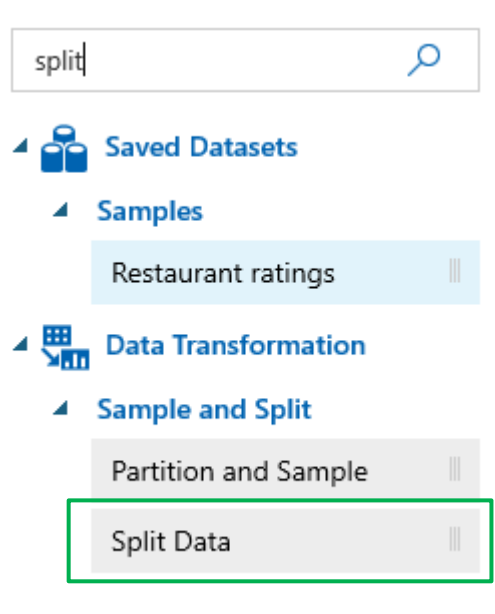 split
Saved Datasets
Samples
Restaurant ratings
Data Transformation
Sample and Split
Partition and Sample
Split Data